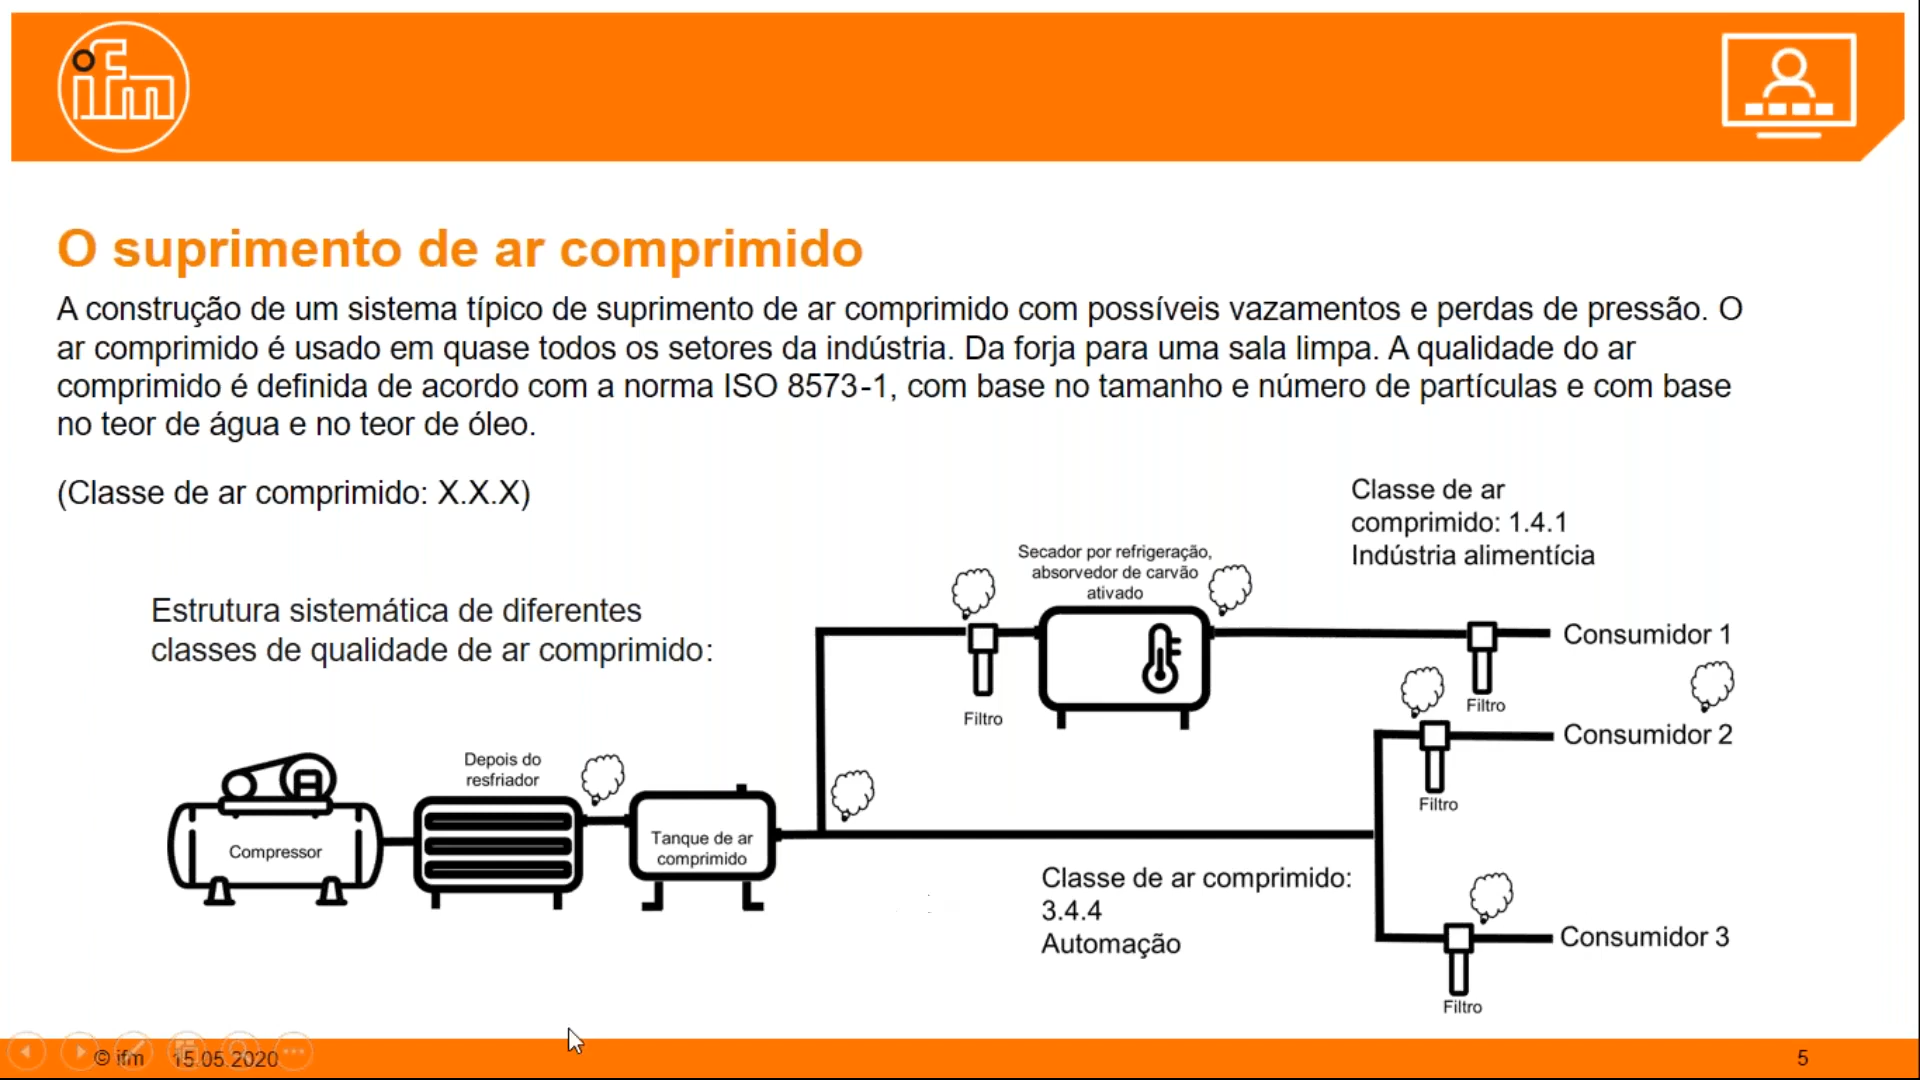 ifm
O suprimento de ar comprimido
A construção de um sistema típico de suprimento de ar comprimido com possíveis vazamentos e perdas de pressão. O
ar comprimido é usado em quase todos os setores da indústria. Da forja para uma sala limpa. A qualidade do ar
comprimido é definida de acordo com a norma ISO 8573-1, com base no tamanho e número de partículas e com base
no teor de água e no teor de óleo.
(Classe de ar comprimido: X.X.X)
Classe de ar
comprimido: 1.4.1
Indústria alimentícia
Estrutura sistemática de diferentes
classes de qualidade de ar comprimido:
Secador por refrigeração,
absorvedor de carvão
ativado
Filtro
Filtro
Consumidor 1
Filtro
Consumidor 2
Compressor
Depois do
resfriador
Tanque de ar
comprimido
Classe de ar comprimido:
3.4.4
Automação
Filtro
Consumidor 3
© ifm 15.05.2020
5